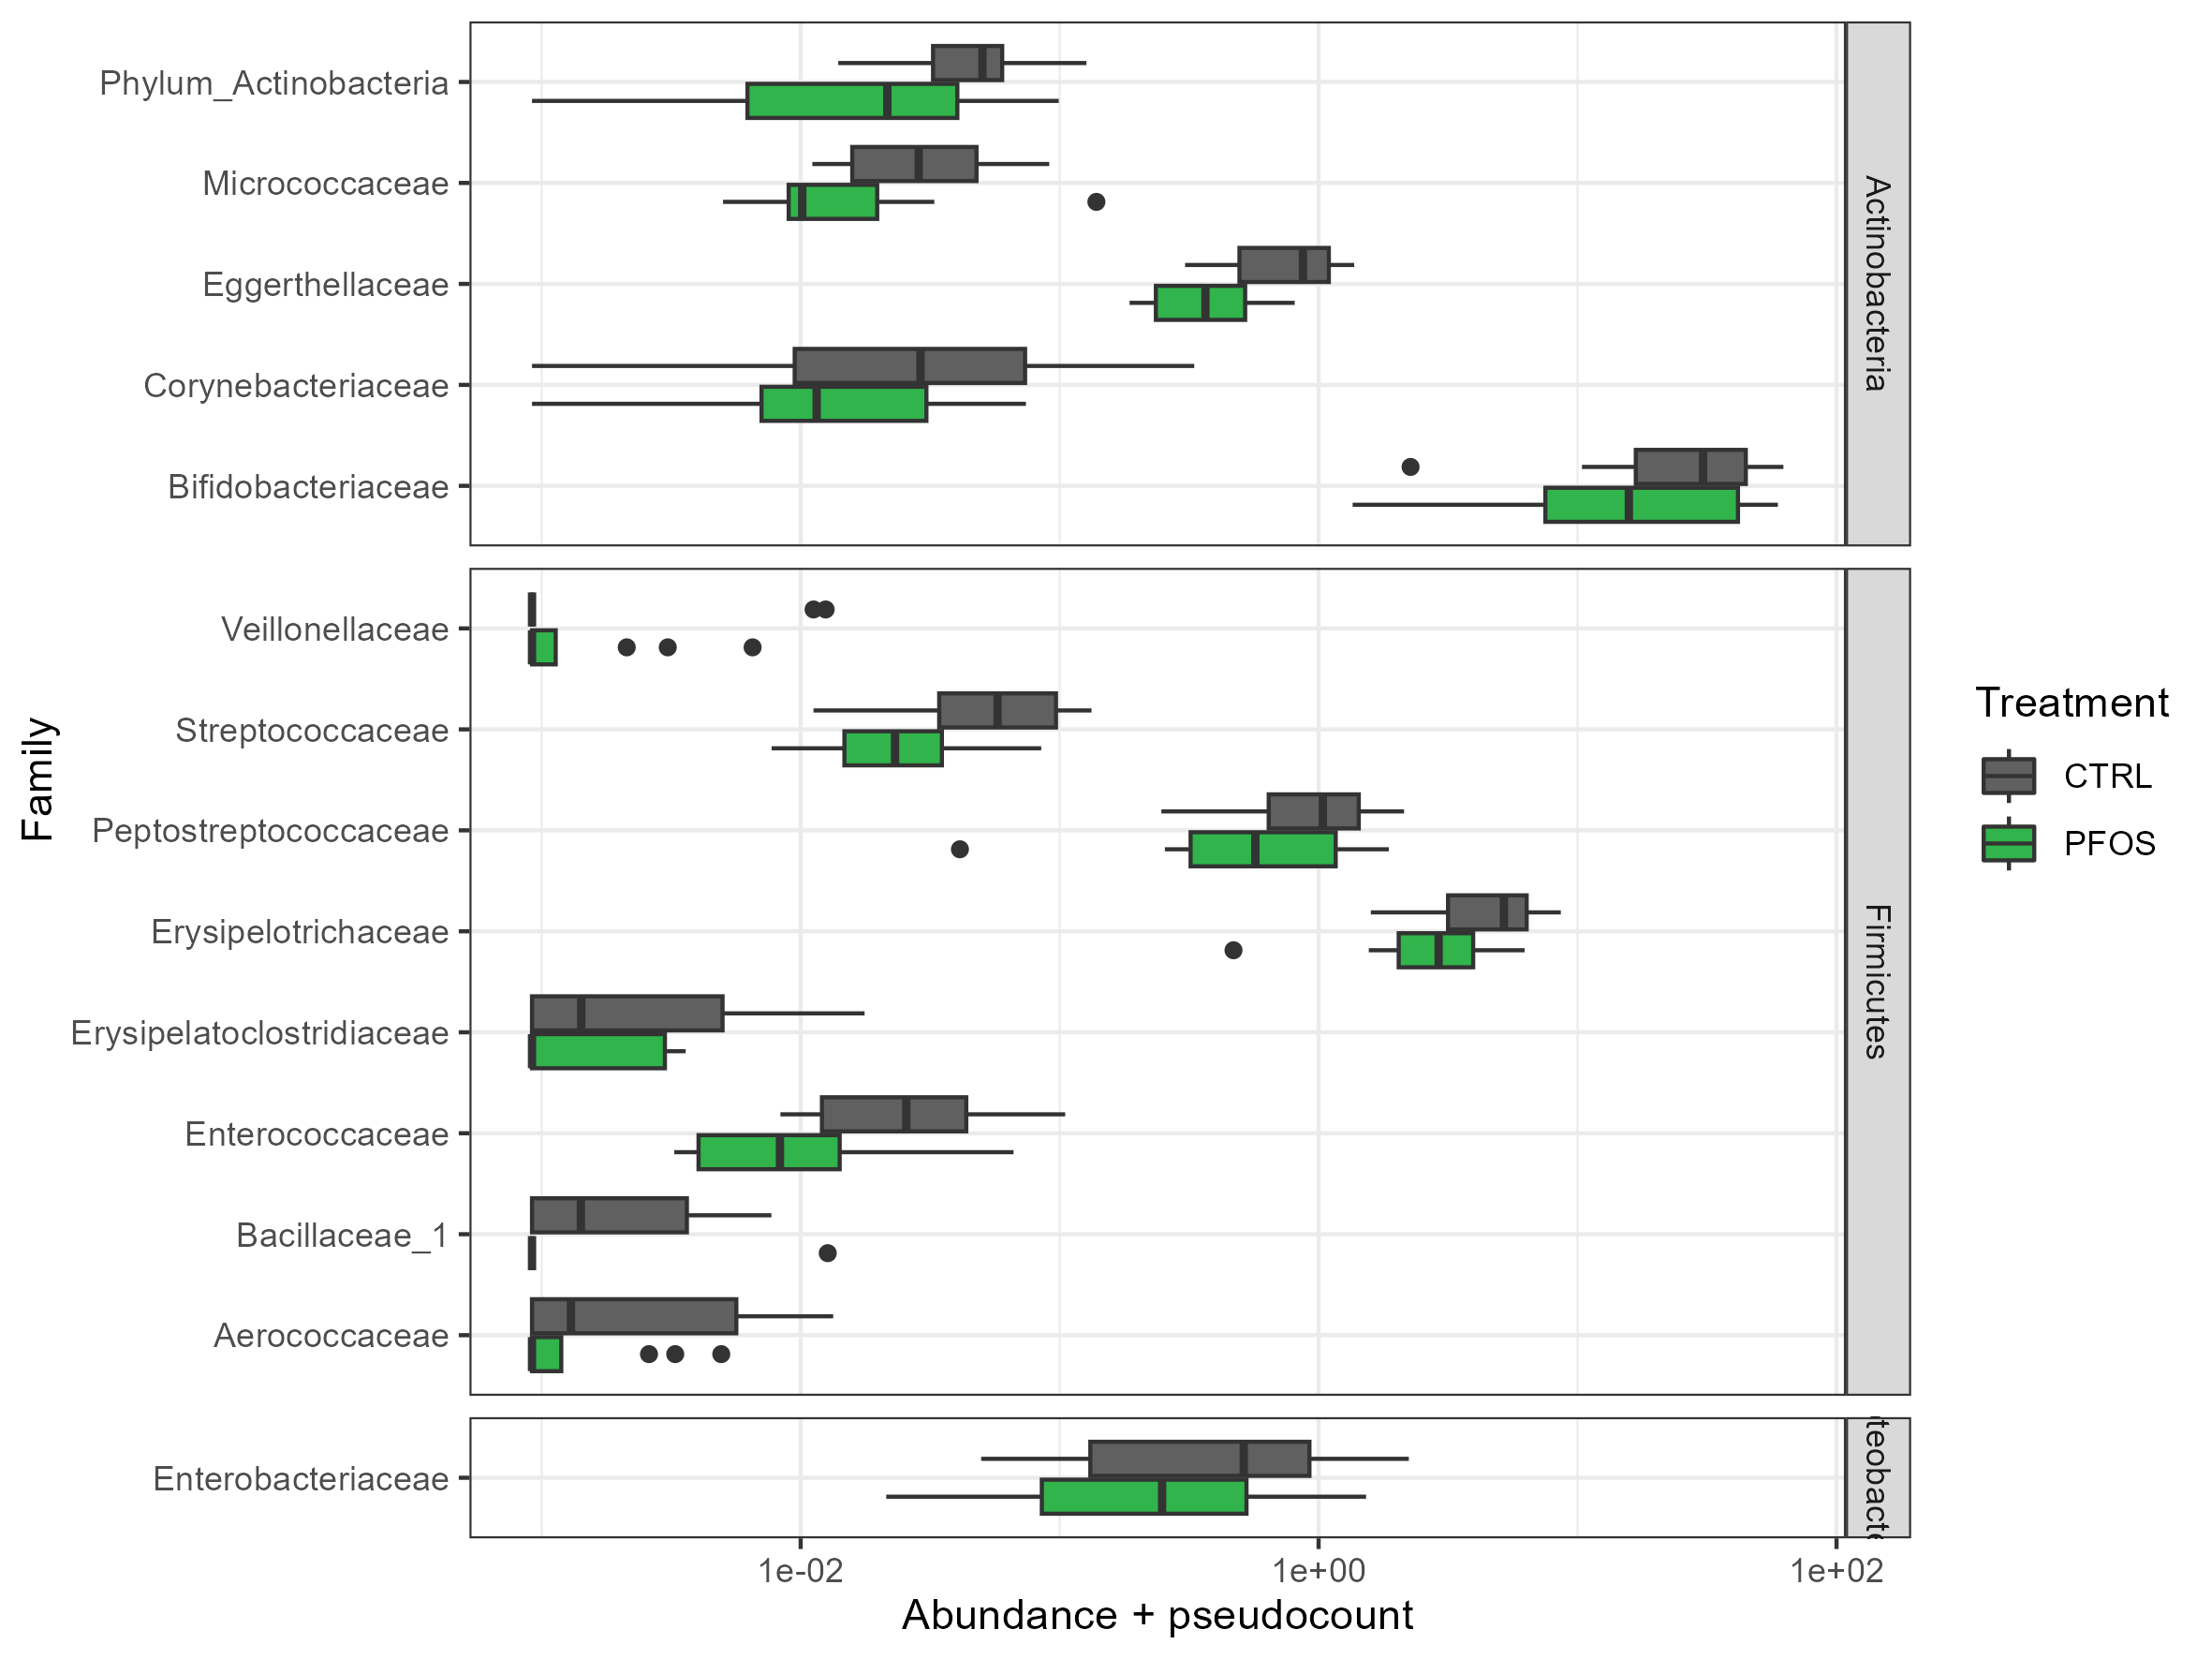 Phylum_Actinobacteria
Micrococcaceae
Eggerthellaceae
Corynebacteriaceae
Bifidobacteriaceae
Actinobacteria
Veillonellaceae
Streptococcaceae
Peptostreptococcaceae
Erysipelotrichaceae
Erysipelatoclostridiaceae
Enterococcaceae
Bacillaceae_1
Aerococcaceae
Firmicutes
Enterobacteriaceae
Family
1e-02
1e+00
1e+02
Abundance + pseudocount
Treatment
CTRL
PFOS